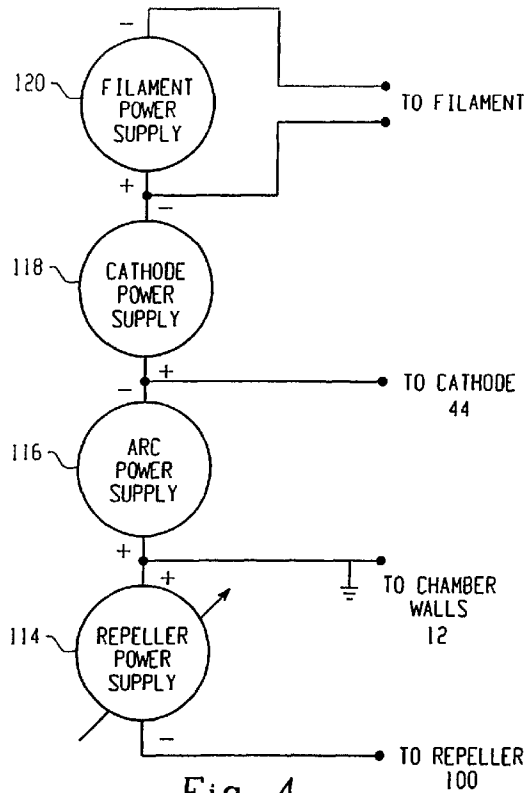 −
120
FILAMENT
POWER
SUPPLY
TO FILAMENT
+
−
118
CATHODE
POWER
SUPPLY
+
−
TO CATHODE
44
116
ARC
POWER
SUPPLY
+
+
TO CHAMBER
WALLS
12
114
REPELLER
POWER
SUPPLY
−
TO REPELLER
100
Fig. 4